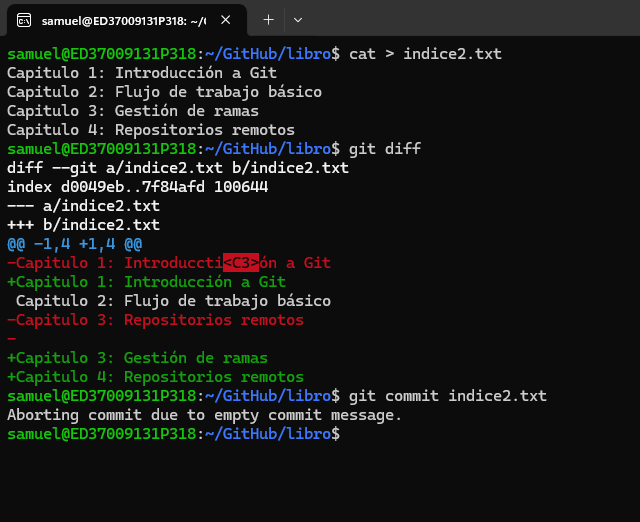 samuel@ED37009131P318: ~/G
samuel@ED37009131P318:~/GitHub/libro$ cat > indice2.txt
Capitulo 1: Introducción a Git
Capitulo 2: Flujo de trabajo básico
Capitulo 3: Gestión de ramas
Capitulo 4: Repositorios remotos
samuel@ED37009131P318:~/GitHub/libro$ git diff
diff --git a/indice2.txt b/indice2.txt
index d0049eb..7f84afd 100644
--- a/indice2.txt
+++ b/indice2.txt
@@ -1,4 +1,4 @@
-Capitulo 1: Introduccti<C3>ón a Git
+Capitulo 1: Introducción a Git
 Capitulo 2: Flujo de trabajo básico
-Capitulo 3: Repositorios remotos
-
+Capitulo 3: Gestión de ramas
+Capitulo 4: Repositorios remotos
samuel@ED37009131P318:~/GitHub/libro$ git commit indice2.txt
Aborting commit due to empty commit message.
samuel@ED37009131P318:~/GitHub/libro$